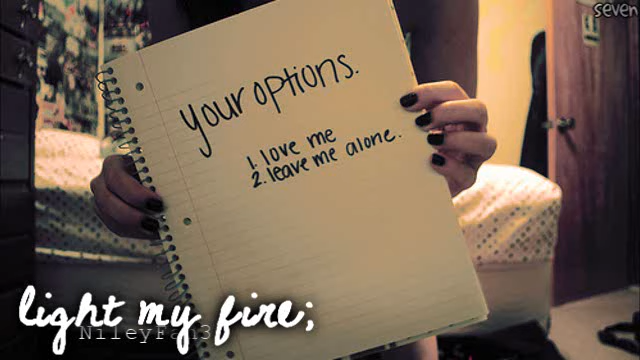 seven
your options.
1. love me
2. leave me alone.
light my fire;